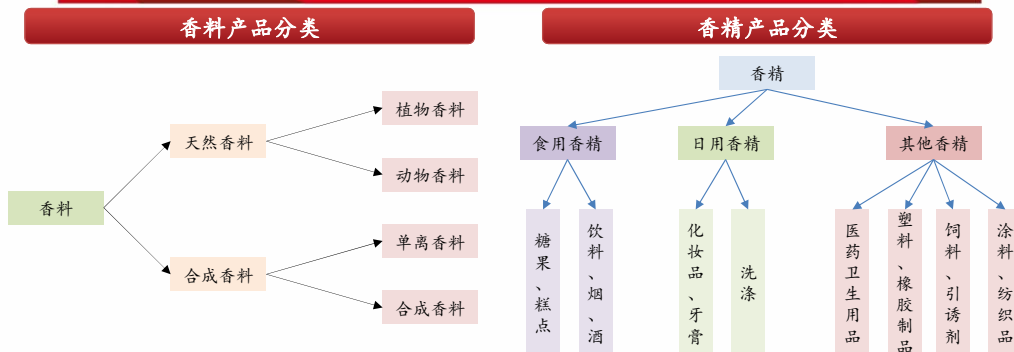 香料产品分类
香料
天然香料
合成香料
植物香料
动物香料
单离香料
合成香料
香精产品分类
香精
食用香精
日用香精
其他香精
糖果、糕点
饮料、烟、酒
化妆品、牙膏
洗涤
医药卫生用品
塑料、橡胶制品
饲料、引诱剂
涂料、纺织品